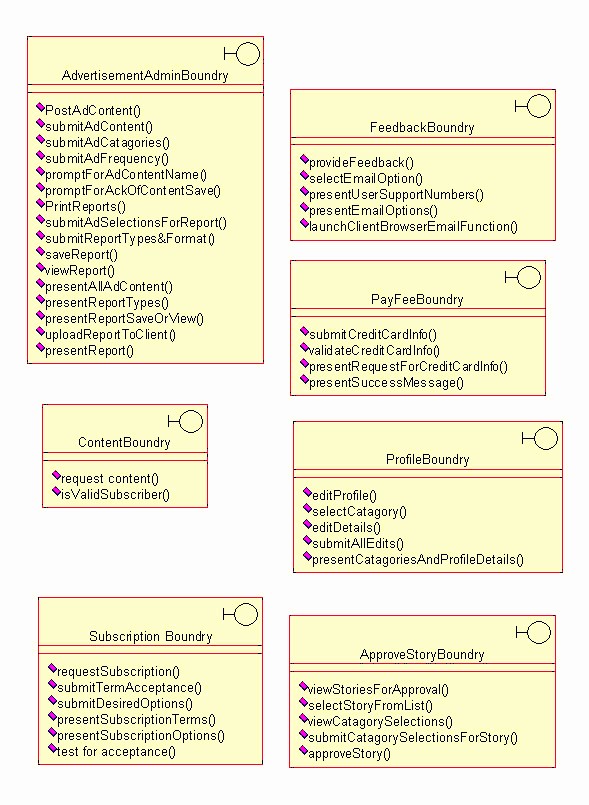 AdvertisementAdminBoundry
PostAdContent()
submitAdContent()
submitAdCatagories()
submitAdFrequency()
promptForAdContentName()
promptForAckOfContentSave()
PrintReports()
submitAdSelectionsForReport()
submitReportTypes&Format()
saveReport()
viewReport()
presentAllAdContent()
presentReportTypes()
presentReportSaveOrView()
uploadReportToClient()
presentReport()
FeedbackBoundry
provideFeedback()
selectEmailOption()
presentUserSupportNumbers()
presentEmailOptions()
launchClientBrowserEmailFunction()
PayFeeBoundry
submitCreditCardInfo()
validateCreditCardInfo()
presentRequestForCreditCardInfo()
presentSuccessMessage()
ContentBoundry
request content()
isValidSubscriber()
ProfileBoundry
editProfile()
selectCatagory()
editDetails()
submitAllEdits()
presentCatagoriesAndProfileDetails()
Subscription Boundry
requestSubscription()
submitTermAcceptance()
submitDesiredOptions()
presentSubscriptionTerms()
presentSubscriptionOptions()
test for acceptance()
ApproveStoryBoundry
viewStoriesForApproval()
selectStoryFromList()
viewCatagorySelections()
submitCatagorySelectionsForStory()
approveStory()